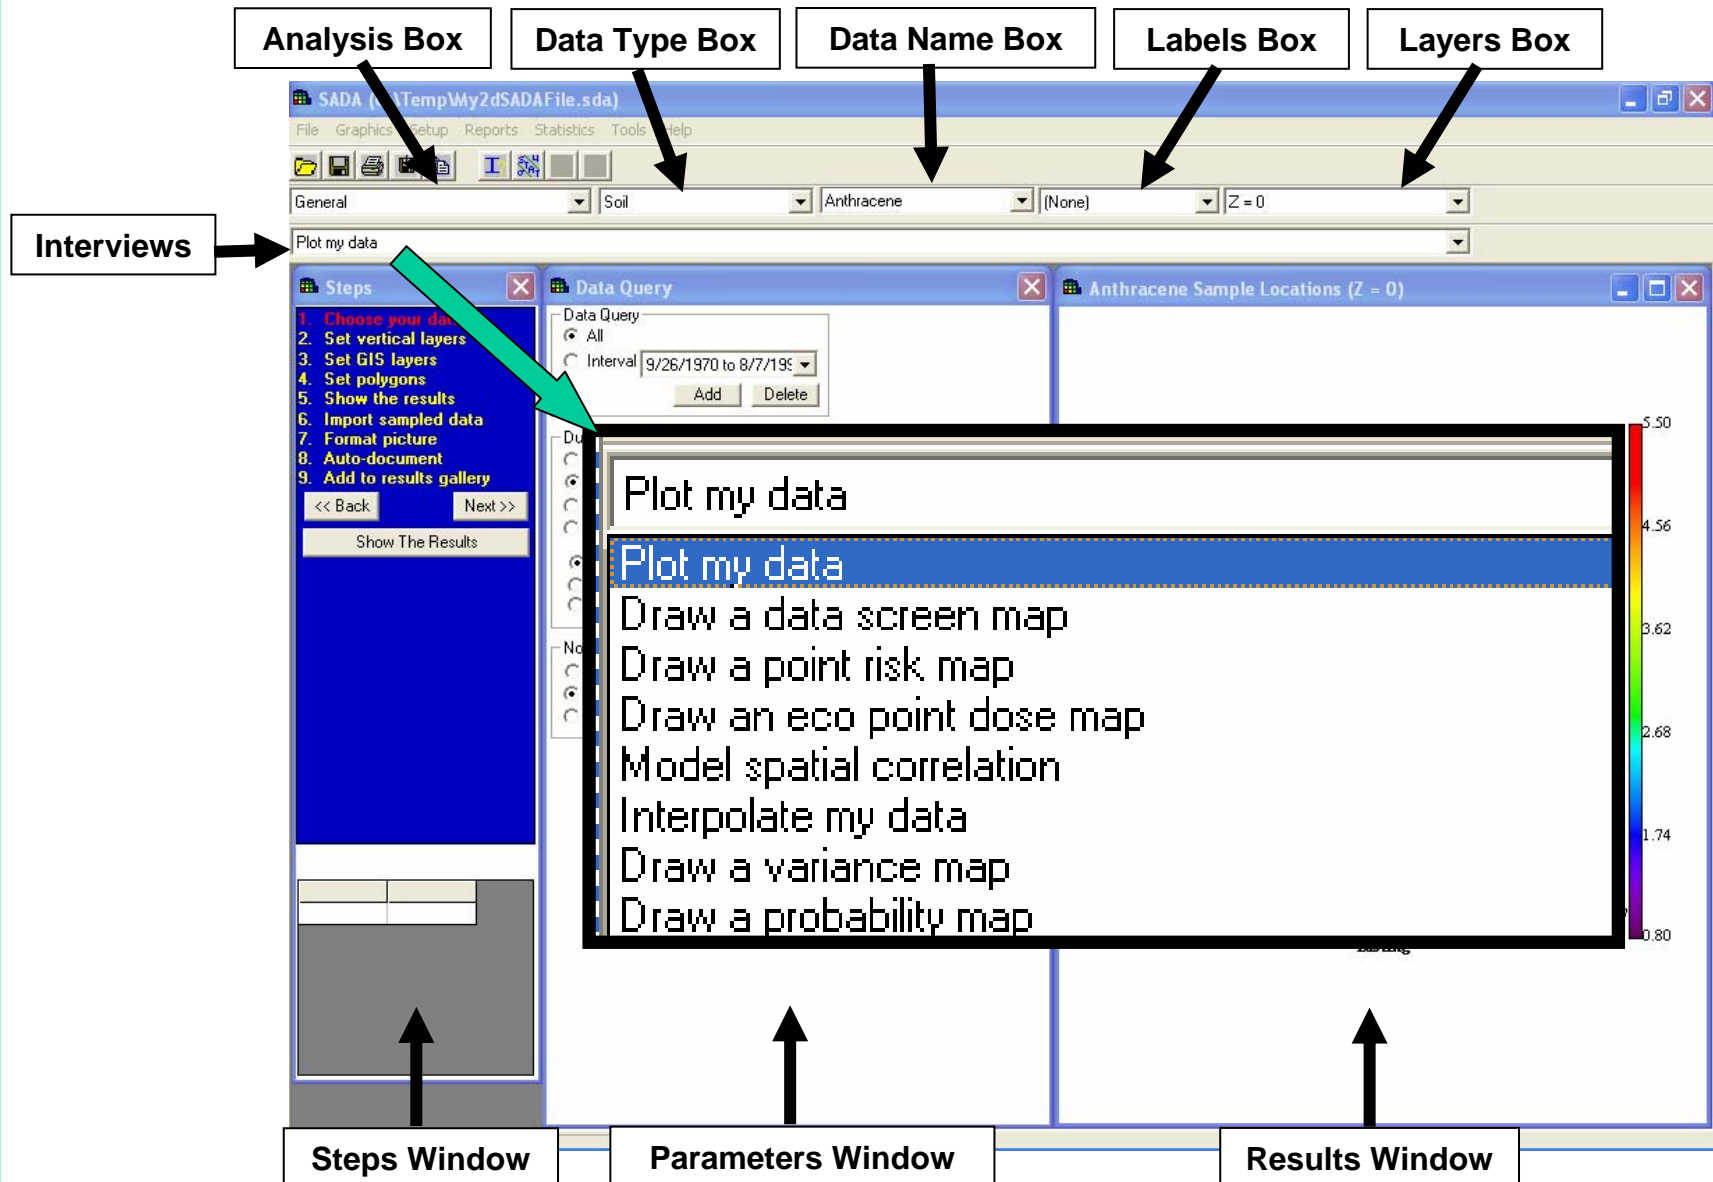 Analysis Box
Data Type Box
Data Name Box
Labels Box
Layers Box
SADA Temp\My2dSADAFile.sda)
File Graphics Setup Reports Statistics Tools Help
General
Soil
Anthracene
(None)
Z = 0
Interviews
Plot my data
Steps
1. Choose your
2. Set vertical layers
3. Set GIS layers
4. Set polygons
5. Show the results
6. Import sampled data
7. Format picture
8. Auto-document
9. Add to results gallery
<< Back
Next >>
Show The Results
Data Query
Data Query
All
Interval 9/26/1970 to 8/7/199
Add
Delete
Anthracene Sample Locations (Z = 0)
Plot my data
Plot my data
Draw a data screen map
Draw a point risk map
Draw an eco point dose map
Model spatial correlation
Interpolate my data
Draw a variance map
Draw a probability map
5.50
4.56
3.62
2.68
1.74
0.80
Steps Window
Parameters Window
Results Window